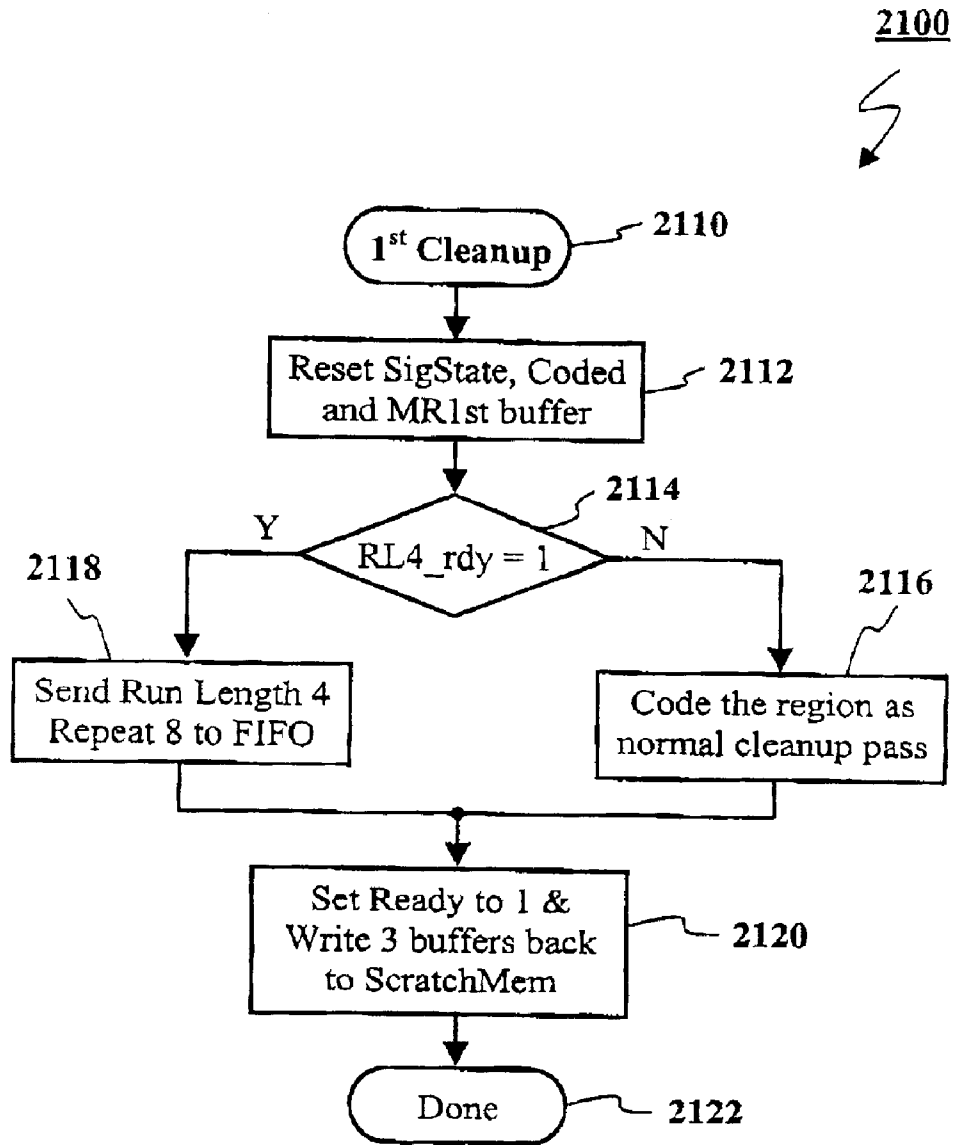 2100
1st Cleanup
2110
Reset SigState, Coded
and MR1st buffer
2112
2114
Y
RL4_rdy = 1
N
2118
2116
Send Run Length 4
Repeat 8 to FIFO
Code the region as
normal cleanup pass
Set Ready to 1 &
Write 3 buffers back
to ScratchMem
2120
Done
2122